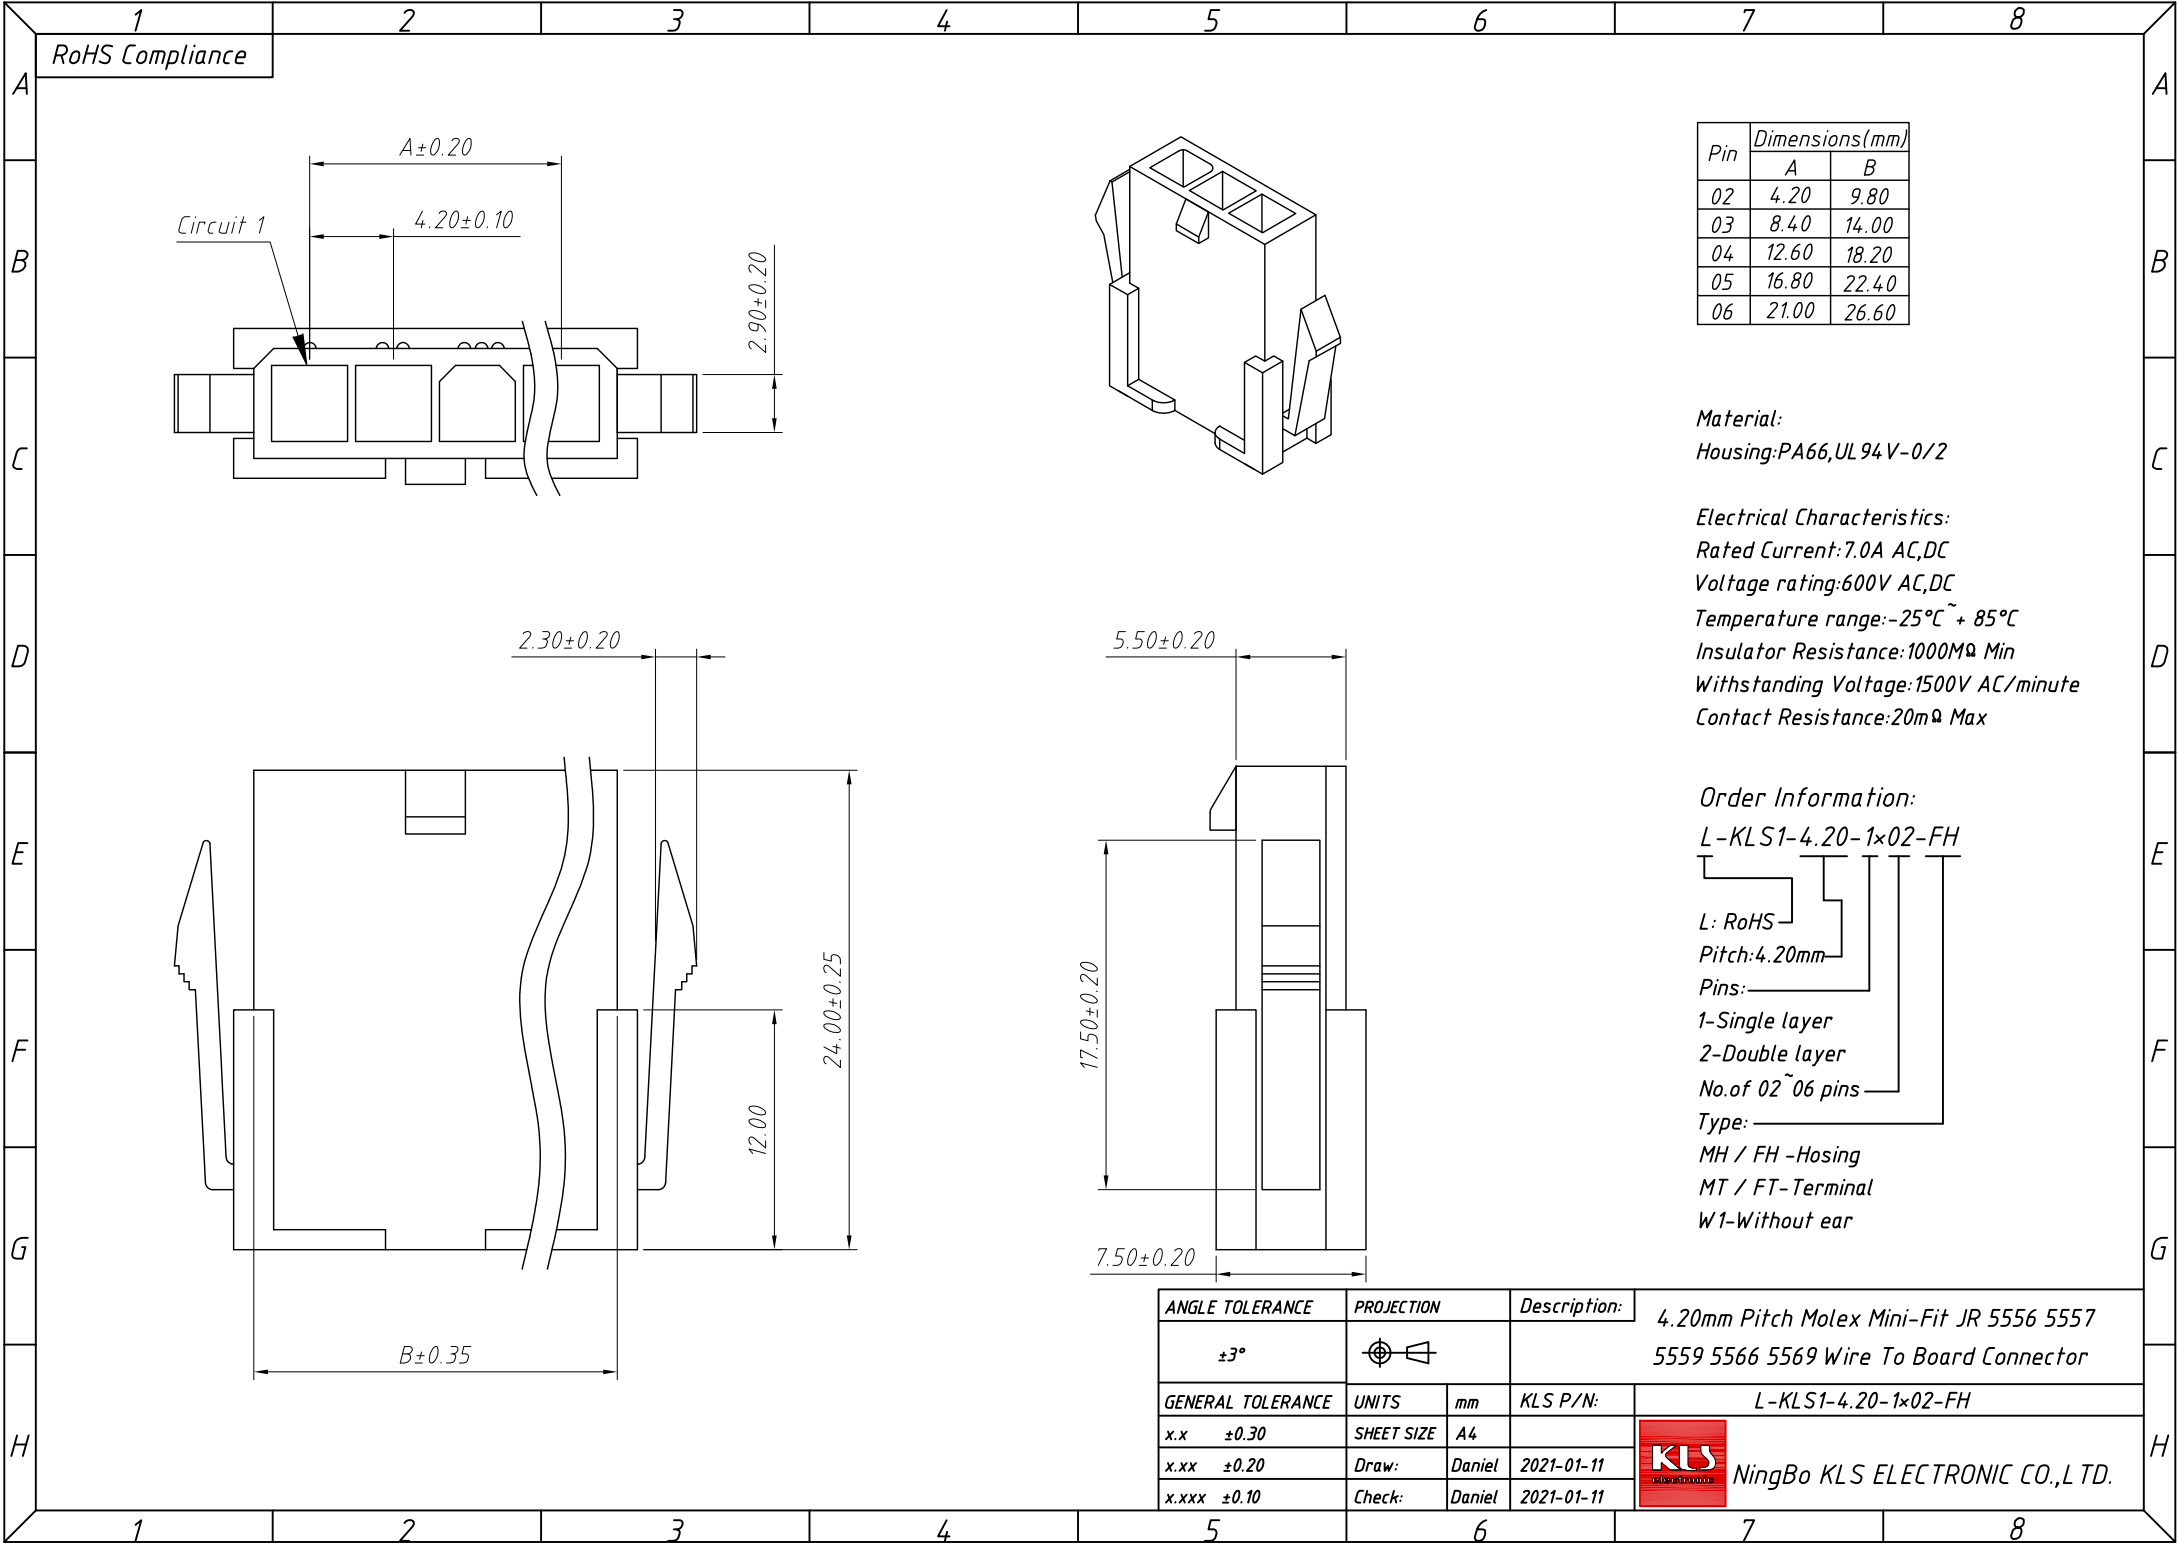 1 2 3 4 5 6 7 8
RoHS Compliance
A A
B B
C C
D D
E E
F F
G G
H H
A±0.20
4.20±0.10
Circuit 1
2.90±0.20
Pin Dimensions(mm)
A B
02 4.20 9.80
03 8.40 14.00
04 12.60 18.20
05 16.80 22.40
06 21.00 26.60
Material:
Housing:PA66,UL94V-0/2
Electrical Characteristics:
Rated Current:7.0A AC,DC
Voltage rating:600V AC,DC
Temperature range:-25°C~+ 85°C
Insulator Resistance:1000MΩ Min
Withstanding Voltage:1500V AC/minute
Contact Resistance:20mΩ Max
2.30±0.20
24.00±0.25
12.00
B±0.35
5.50±0.20
17.50±0.20
7.50±0.20
Order Information:
L-KLS1-4.20-1×02-FH
L: RoHS
Pitch:4.20mm
Pins:
1-Single layer
2-Double layer
No.of 02~06 pins
Type:
MH / FH -Hosing
MT / FT-Terminal
W1-Without ear
ANGLE TOLERANCE PROJECTION Description:
4.20mm Pitch Molex Mini-Fit JR 5556 5557
±3°
5559 5566 5569 Wire To Board Connector
GENERAL TOLERANCE UNITS mm KLS P/N: L-KLS1-4.20-1×02-FH
x.x ±0.30 SHEET SIZE A4
x.xx ±0.20 Draw: Daniel 2021-01-11
x.xxx ±0.10 Check: Daniel 2021-01-11
KLS
electronic
NingBo KLS ELECTRONIC CO.,LTD.
1 2 3 4 5 6 7 8